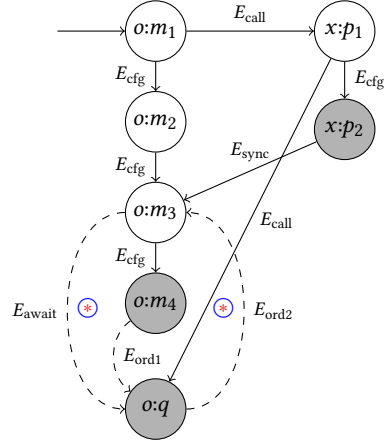 o:m₁ E_call x:p₁
E_cfg E_cfg
o:m₂ x:p₂
E_cfg E_sync
o:m₃ E_call
E_cfg
E_await * o:m₄ * E_ord2
E_ord1
o:q